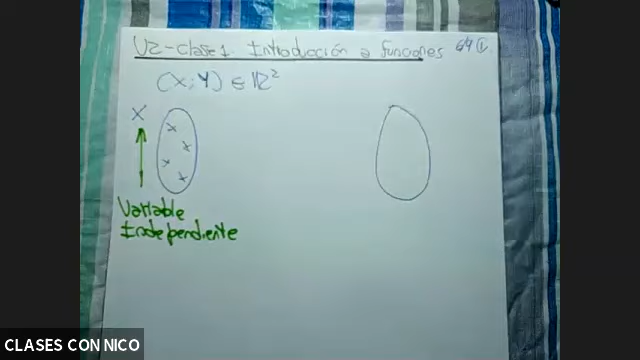 U2-Clase 1 Introducción a funciones
(X; Y) ∈ ℝ²
X
x
x
x
x
Variable
Independiente
CLASES CON NICO